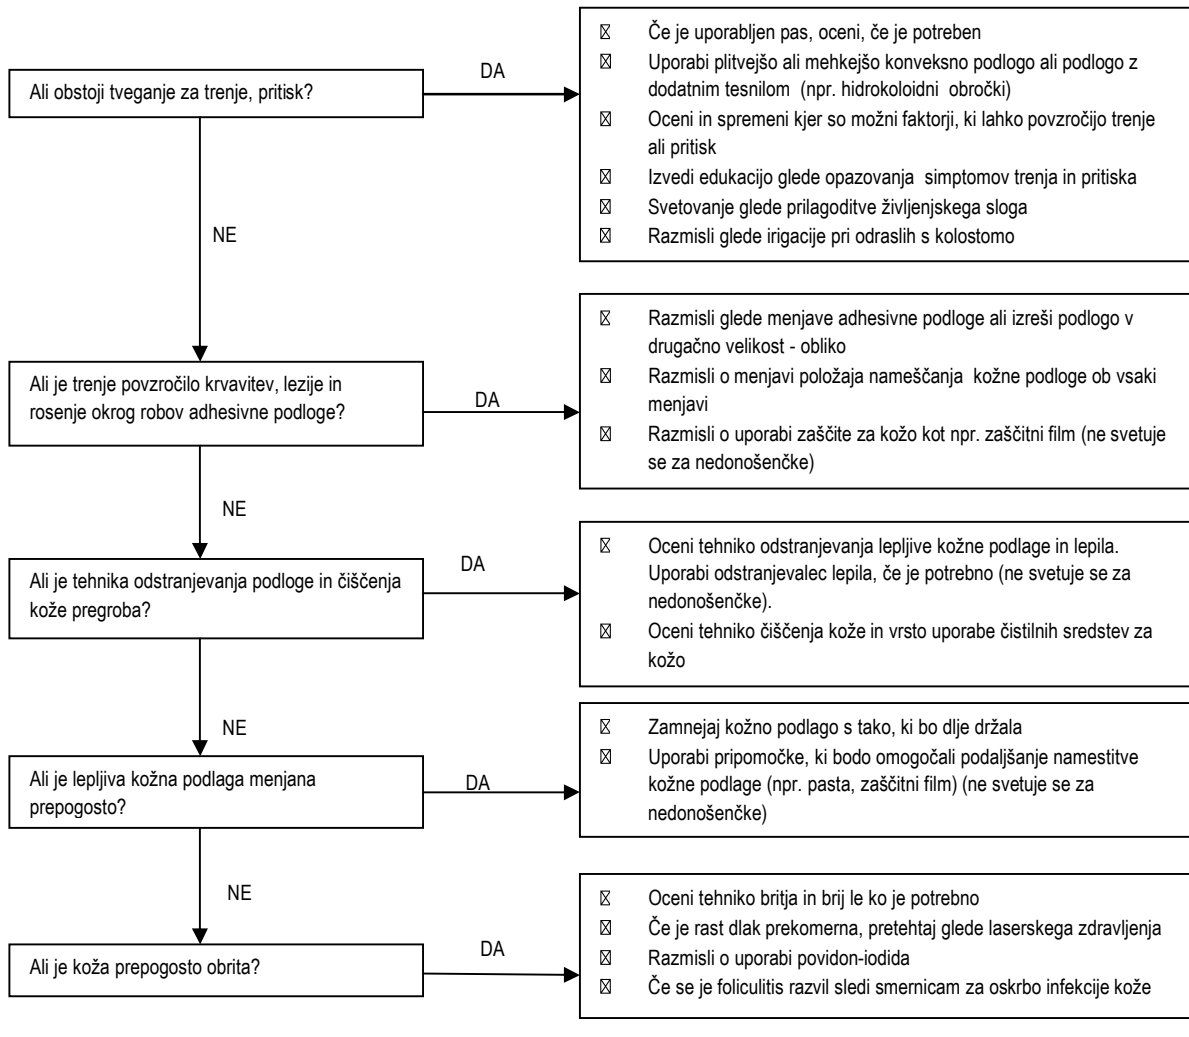 Ali obstoji tveganje za trenje, pritisk?
DA
Če je uporabljen pas, oceni, če je potreben
Uporabi plitvejšo ali mehkejšo konveksno podlogo ali podlogo z
dodatnim tesnilom (npr. hidrokoloidni obročki)
Oceni in spremeni kjer so možni faktorji, ki lahko povzročijo trenje
ali pritisk
Izvedi edukacijo glede opazovanja simptomov trenja in pritiska
Svetovanje glede prilagoditve življenjskega sloga
Razmisli glede irigacije pri odraslih s kolostomo
NE
Ali je trenje povzročilo krvavitev, lezije in
rosenje okrog robov adhesivne podloge?
DA
Razmisli glede menjave adhesivne podloge ali izreši podlogo v
drugačno velikost - obliko
Razmisli o menjavi položaja nameščanja kožne podloge ob vsaki
menjavi
Razmisli o uporabi zaščite za kožo kot npr. zaščitni film (ne svetuje
se za nedonošenčke)
NE
Ali je tehnika odstranjevanja podloge in čiščenja
kože pregroba?
DA
Oceni tehniko odstranjevanja lepljive kožne podlage in lepila.
Uporabi odstranjevalec lepila, če je potrebno (ne svetuje se za
nedonošenčke).
Oceni tehniko čiščenja kože in vrsto uporabe čistilnih sredstev za
kožo
NE
Ali je lepljiva kožna podlaga menjana
prepogosto?
DA
Zamnejaj kožno podlago s tako, ki bo dlje držala
Uporabi pripomočke, ki bodo omogočali podaljšanje namestitve
kožne podlage (npr. pasta, zaščitni film) (ne svetuje se za
nedonošenčke)
NE
Ali je koža prepogosto obrita?
DA
Oceni tehniko britja in brij le ko je potrebno
Če je rast dlak prekomerna, pretehtaj glede laserskega zdravljenja
Razmisli o uporabi povidon-iodida
Če se je foliculitis razvil sledi smernicam za oskrbo infekcije kože